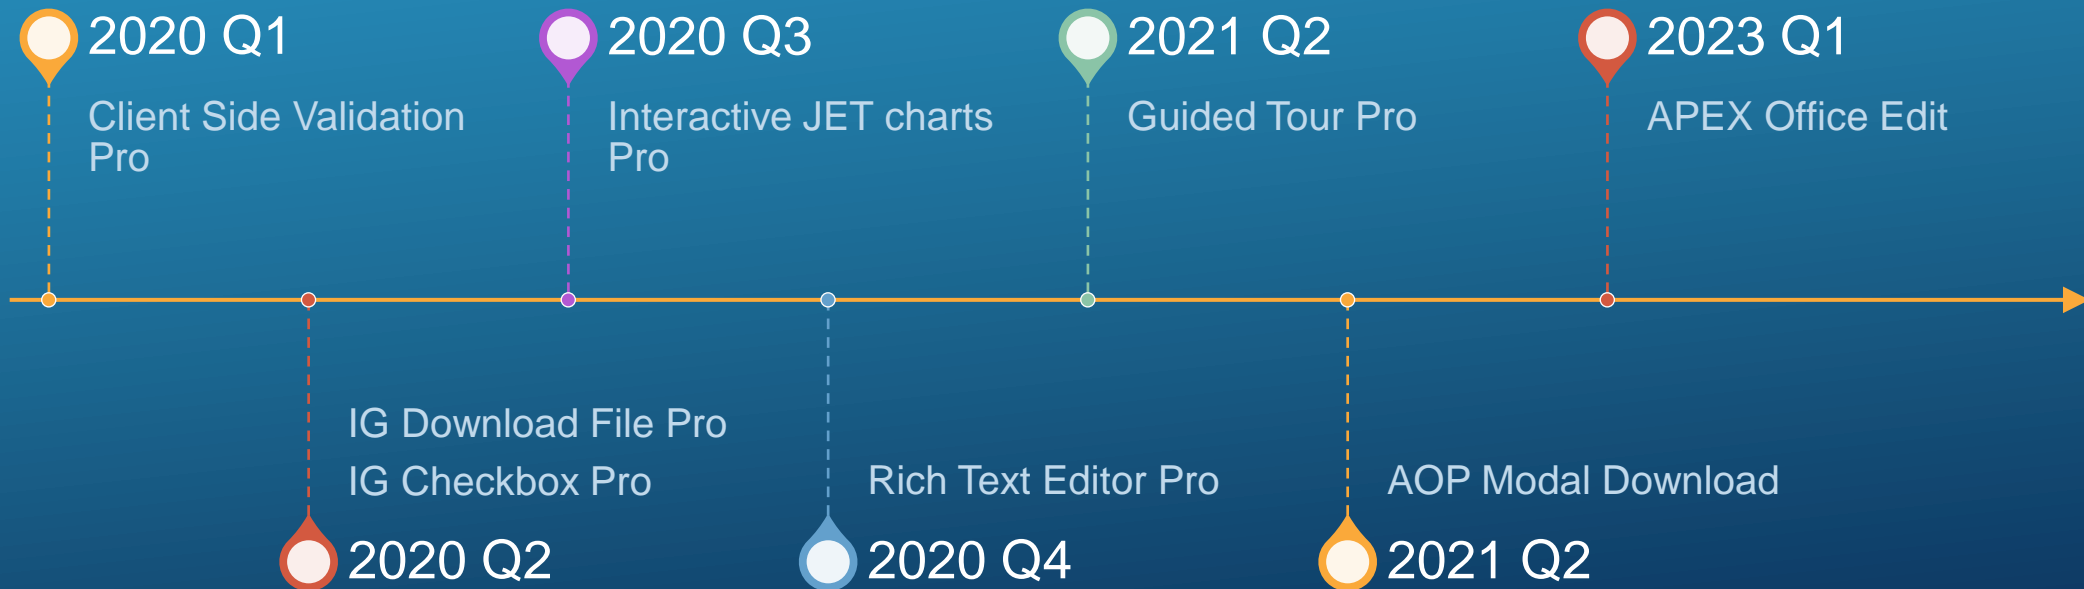 2020 Q1
Client Side Validation
Pro
2020 Q3
Interactive JET charts
Pro
2021 Q2
Guided Tour Pro
2023 Q1
APEX Office Edit
IG Download File Pro
IG Checkbox Pro
2020 Q2
Rich Text Editor Pro
2020 Q4
AOP Modal Download
2021 Q2